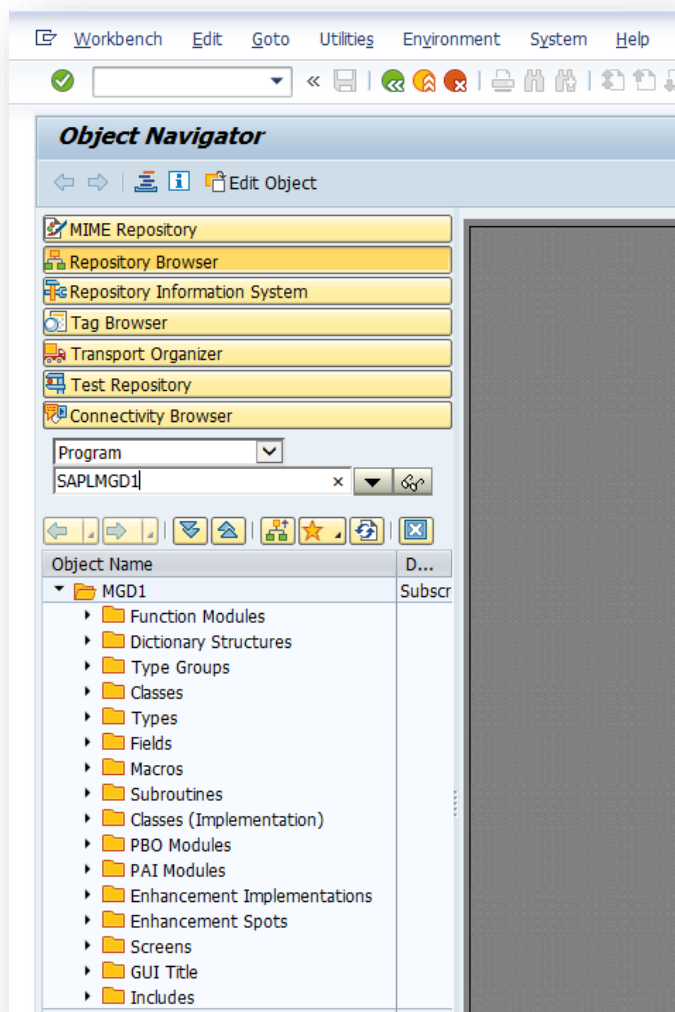 Workbench Edit Goto Utilities Environment System Help
Object Navigator
Edit Object
MIME Repository
Repository Browser
Repository Information System
Tag Browser
Transport Organizer
Test Repository
Connectivity Browser
Program
SAPLMGD1
Object Name D...
MGD1 Subscr
Function Modules
Dictionary Structures
Type Groups
Classes
Types
Fields
Macros
Subroutines
Classes (Implementation)
PBO Modules
PAI Modules
Enhancement Implementations
Enhancement Spots
Screens
GUI Title
Includes